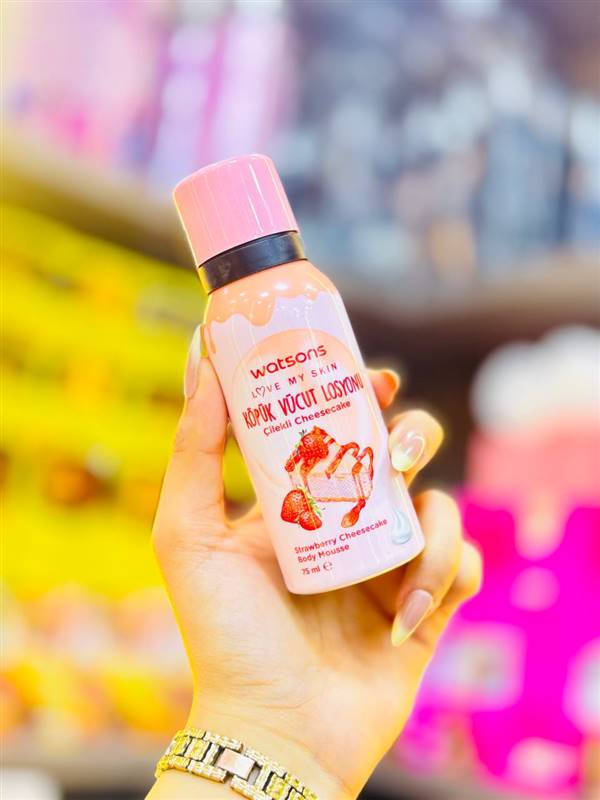 watsons
LOVE MY SKIN
KÖPÜK VÜCUT LOSYONU
Çilekli Cheesecake
Strawberry Cheesecake
Body Mousse
75 ml ℮